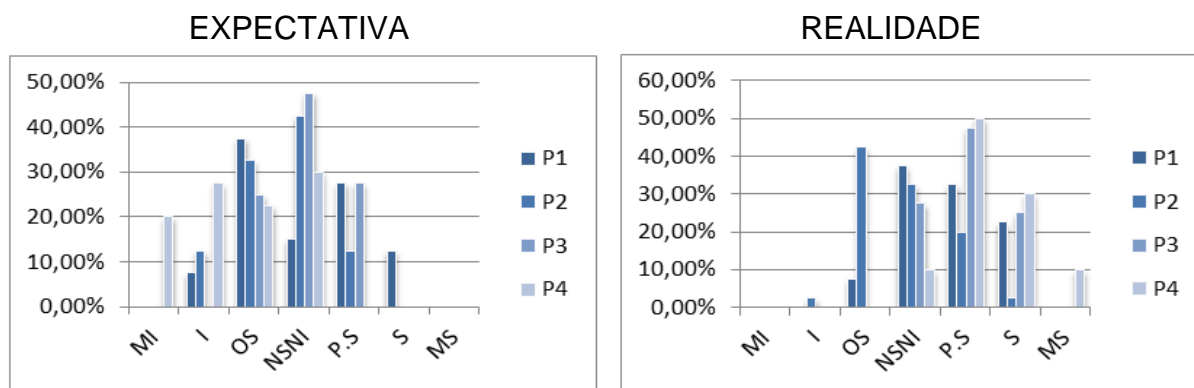 EXPECTATIVA
50,00%
40,00%
30,00%
20,00%
10,00%
0,00%
MI
I
OS
NSNI
P.S
S
MS
P1
P2
P3
P4
REALIDADE
60,00%
50,00%
40,00%
30,00%
20,00%
10,00%
0,00%
MI
I
OS
NSNI
P.S
S
MS
P1
P2
P3
P4